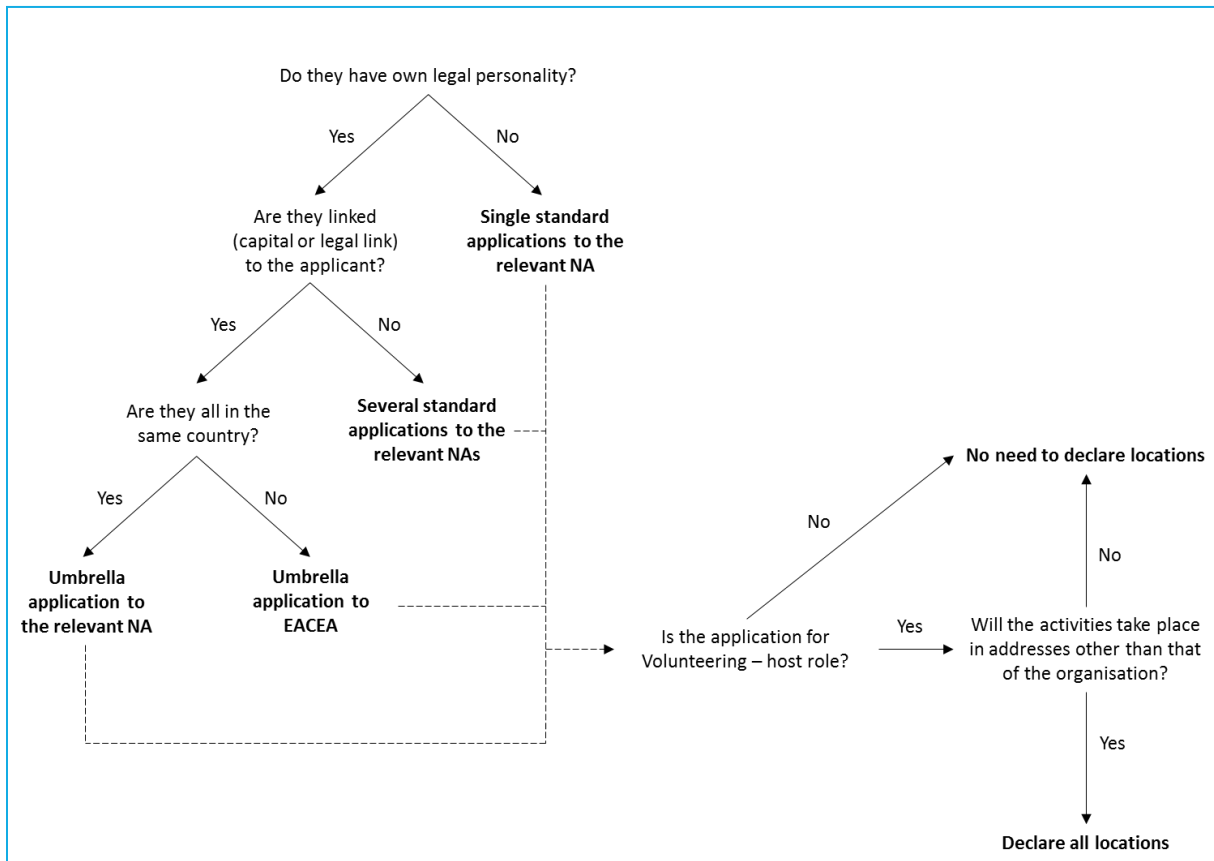 Do they have own legal personality?
Yes
No
Are they linked
(capital or legal link)
to the applicant?
Single standard
applications to the
relevant NA
Yes
No
Are they all in the
same country?
Several standard
applications to the
relevant NAs
Yes
No
Umbrella
application to
the relevant NA
Umbrella
application to
EACEA
Is the application for
Volunteering – host role?
No
Yes
No need to declare locations
No
Will the activities take place
in addresses other than that
of the organisation?
Yes
Declare all locations